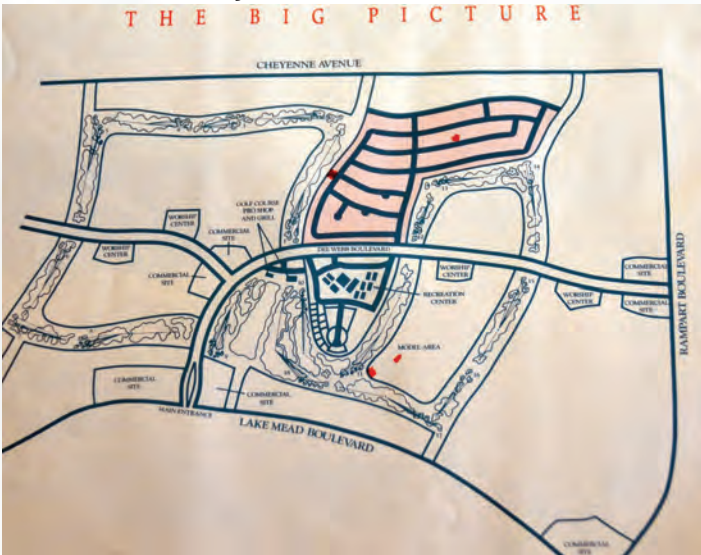 THE BIG PICTURE
CHEYENNE AVENUE
GOLF COURSE
PRO SHOP
AND GRILL
WORSHIP
CENTER
COMMERCIAL
SITE
WORSHIP
CENTER
COMMERCIAL
SITE
DEL WEBB BOULEVARD
WORSHIP
CENTER
RECREATION
CENTER
COMMERCIAL
SITE
WORSHIP
CENTER
COMMERCIAL
SITE
RAMPART BOULEVARD
MODEL AREA
COMMERCIAL
SITE
COMMERCIAL
SITE
MAIN ENTRANCE
LAKE MEAD BOULEVARD
COMMERCIAL
SITE